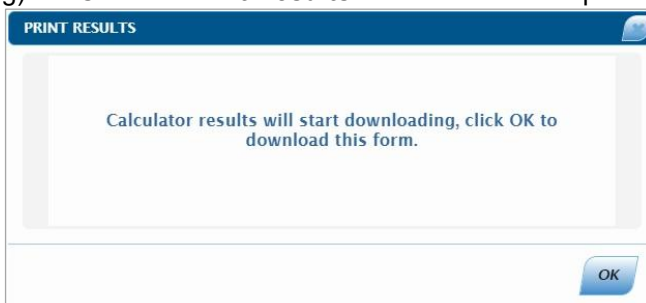 PRINT RESULTS
Calculator results will start downloading, click OK to
download this form.
OK